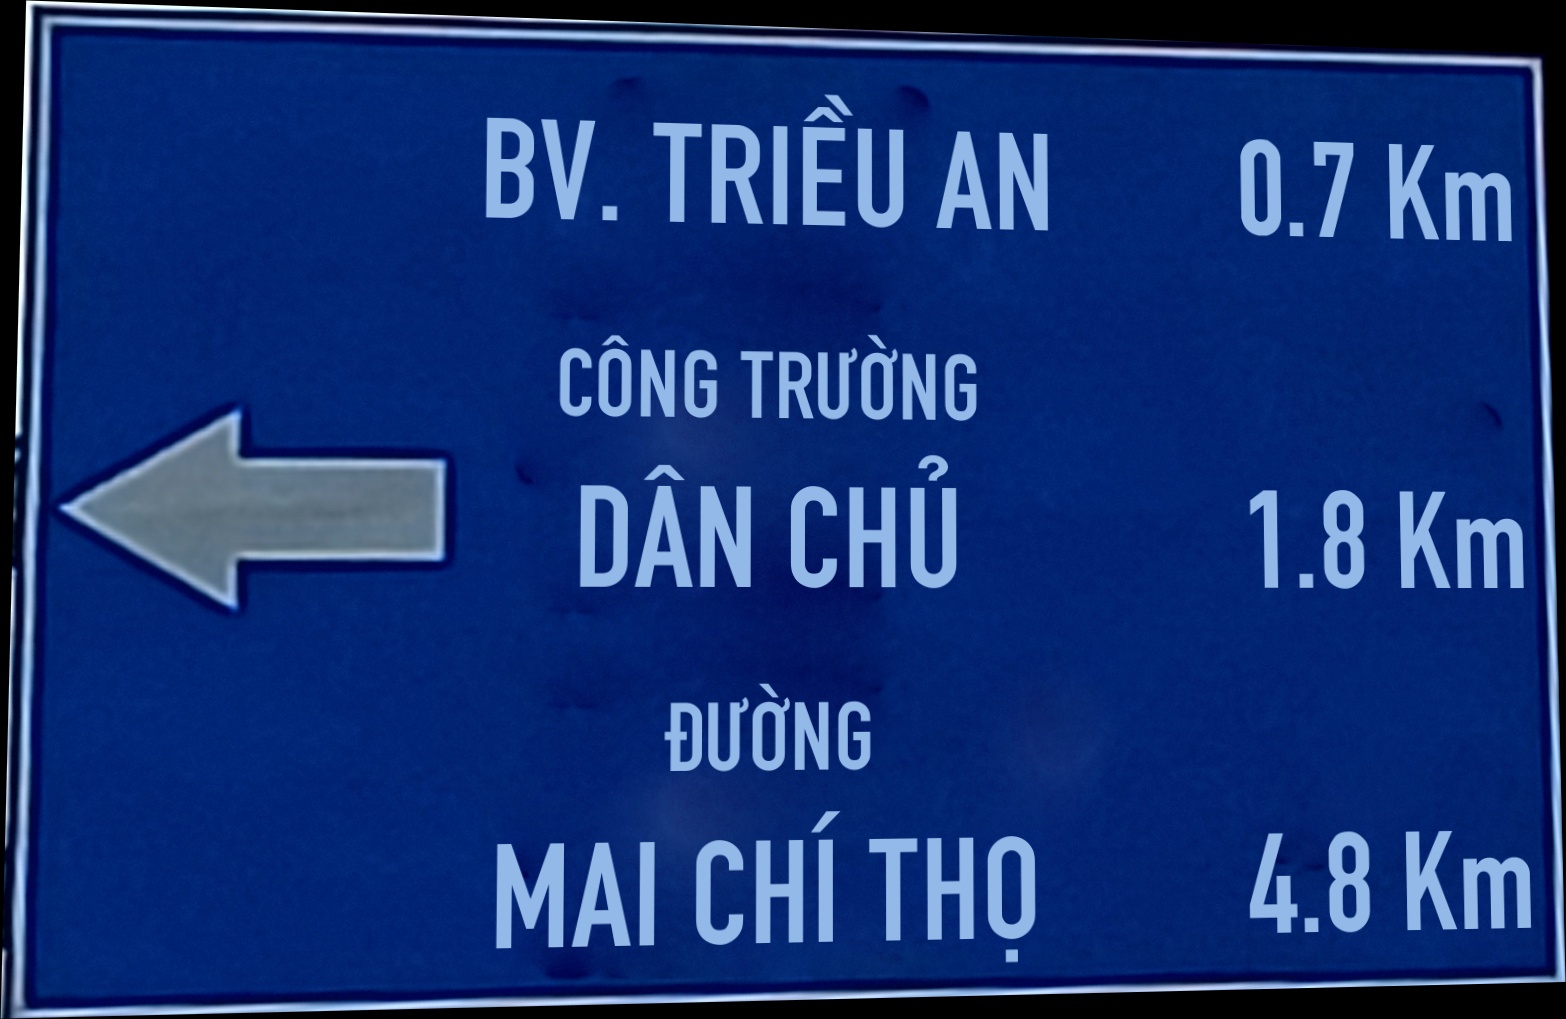 BV. TRIỀU AN 0.7 Km
CÔNG TRƯỜNG
DÂN CHỦ 1.8 Km
ĐƯỜNG
MAI CHÍ THỌ 4.8 Km